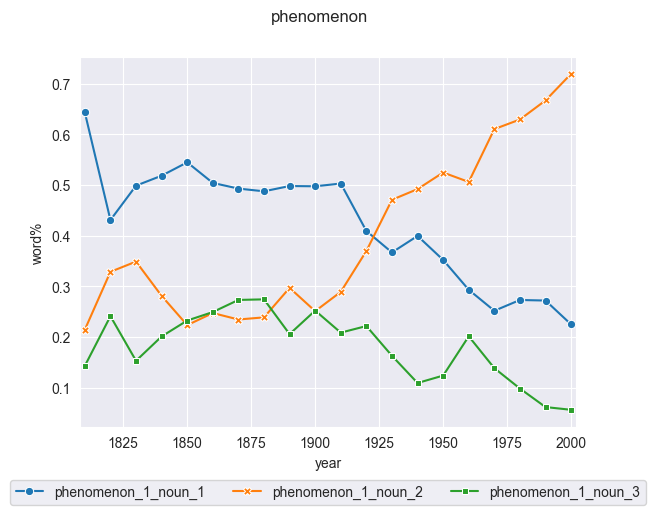 phenomenon
0.7
0.6
0.5
0.4
0.3
0.2
0.1
word%
1825 1850 1875 1900 1925 1950 1975 2000
year
phenomenon_1_noun_1 phenomenon_1_noun_2 phenomenon_1_noun_3